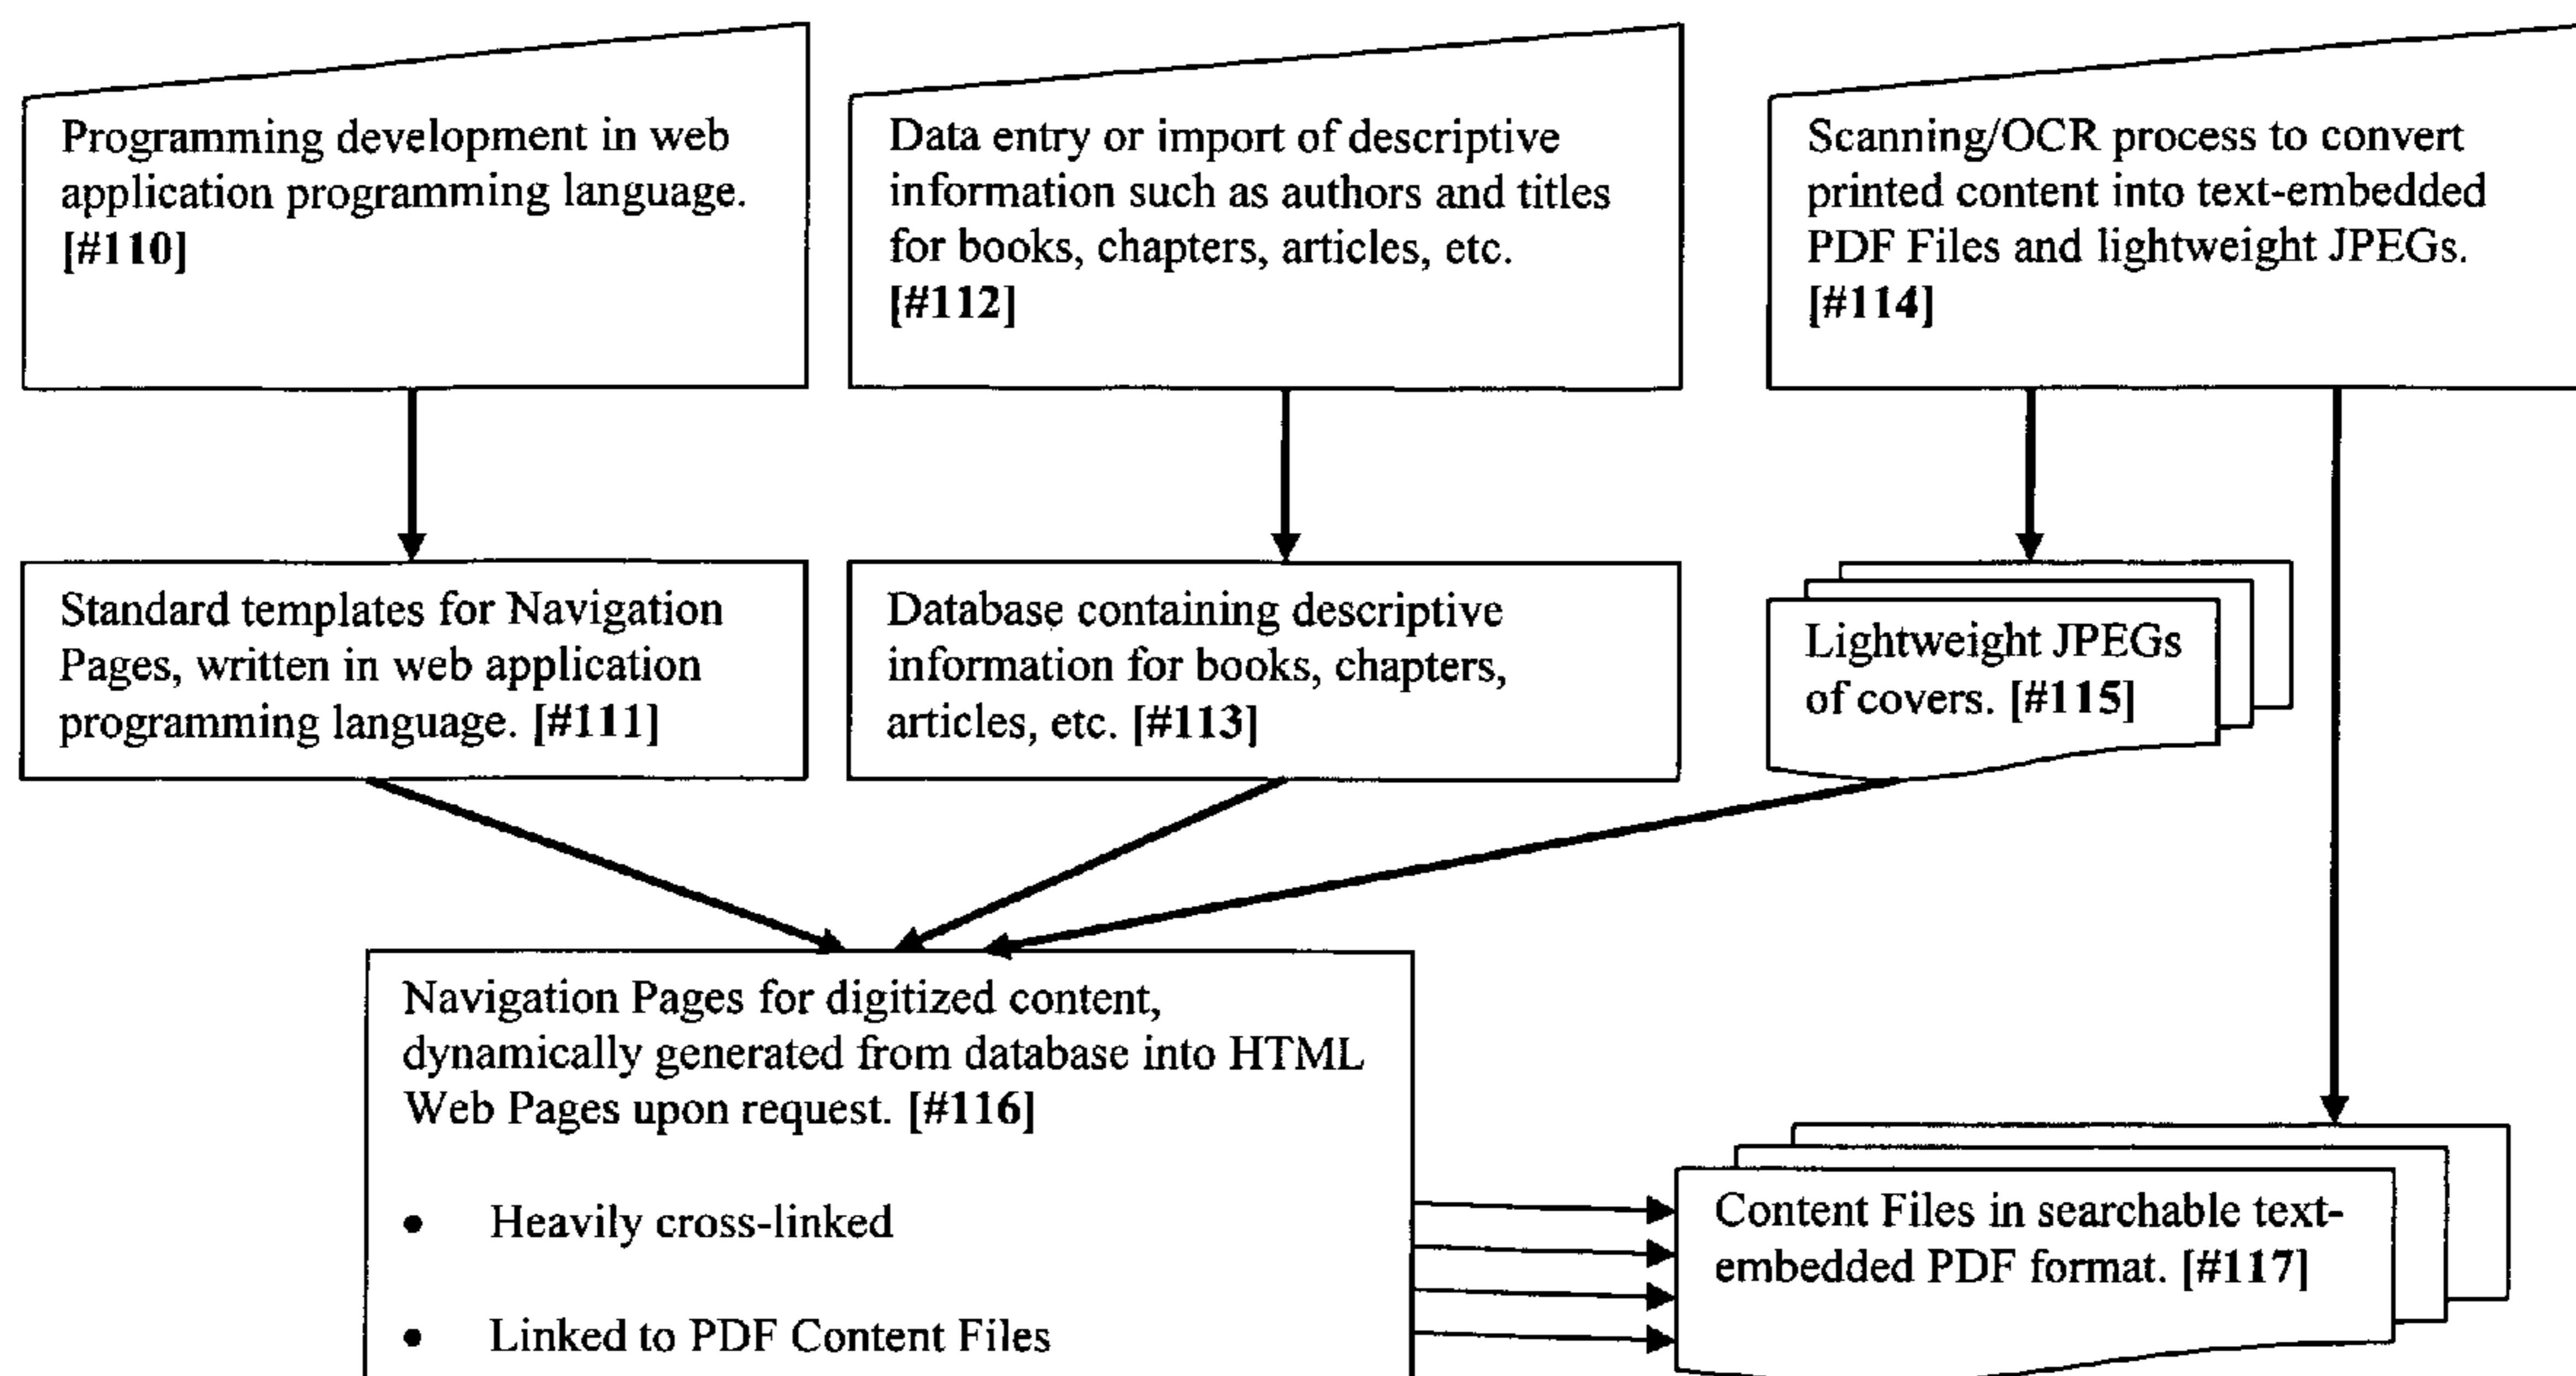 Programming development in web
application programming language.
[#110]
Data entry or import of descriptive
information such as authors and titles
for books, chapters, articles, etc.
[#112]
Scanning/OCR process to convert
printed content into text-embedded
PDF Files and lightweight JPEGs.
[#114]
Standard templates for Navigation
Pages, written in web application
programming language. [#111]
Database containing descriptive
information for books, chapters,
articles, etc. [#113]
Lightweight JPEGs
of covers. [#115]
Navigation Pages for digitized content,
dynamically generated from database into HTML
Web Pages upon request. [#116]
• Heavily cross-linked
• Linked to PDF Content Files
Content Files in searchable text-
embedded PDF format. [#117]